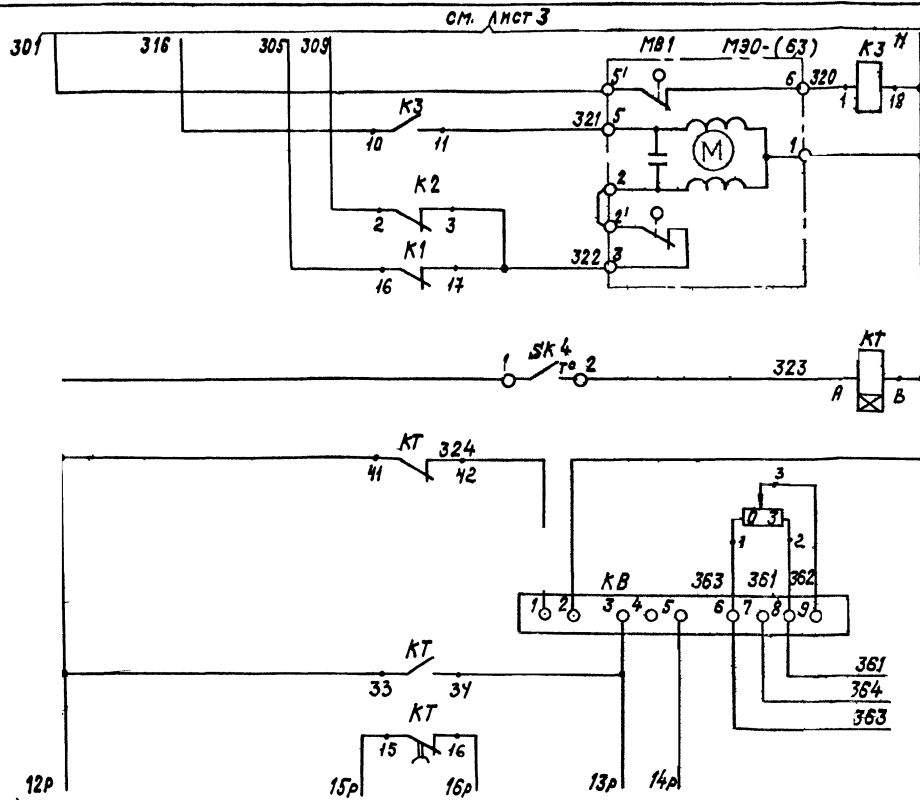 см. лист 3
301 316 305 309 МВ1 МЭО-(63) К3 N
5' 6 320
1 18
К3 321 5
10 11 М 1
К2 2
2 3 2'
К1 322 3
16 17
1 SK4 t° 2 323 КТ
А В
КТ 324
41 42 3
0 3
1 2
КВ 363 361 362
1 2 3 4 5 6 7 8 9
КТ
33 34 361
364
КТ 363
15 16
12Р 15Р 16Р 13Р 14Р